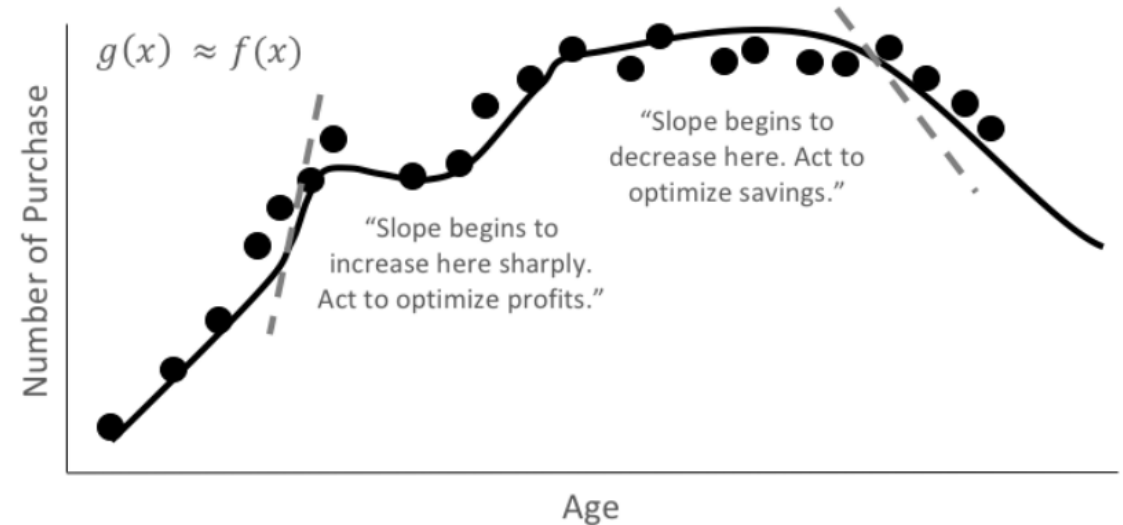 g(x) ≈ f(x)
Number of Purchase
“Slope begins to
decrease here. Act to
optimize savings.”
“Slope begins to
increase here sharply.
Act to optimize profits.”
Age